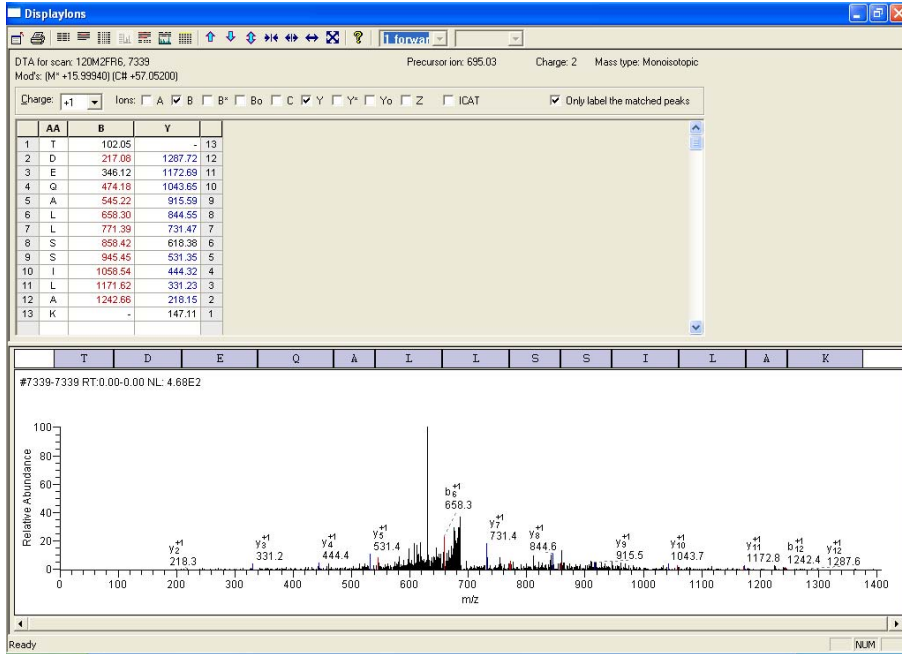 DisplayIons
1 forwar
DTA for scan: 120M2FR6, 7339 Precursor ion: 695.03 Charge: 2 Mass type: Monoisotopic
Mod's: (M* +15.99940) (C# +57.05200)
Charge: +1 Ions: A B B* Bo C Y Y* Yo Z ICAT Only label the matched peaks
AA B Y
1 T 102.05 - 13
2 D 217.08 1287.72 12
3 E 346.12 1172.69 11
4 Q 474.18 1043.65 10
5 A 545.22 915.59 9
6 L 658.30 844.55 8
7 L 771.39 731.47 7
8 S 858.42 618.38 6
9 S 945.45 531.35 5
10 I 1058.54 444.32 4
11 L 1171.62 331.23 3
12 A 1242.66 218.15 2
13 K - 147.11 1
T D E Q A L L S S I L A K
#7339-7339 RT:0.00-0.00 NL: 4.68E2
Relative Abundance
100
80
60
40
20
0
y2+1 218.3
y3+1 331.2
y4+1 444.4
y5+1 531.4
b6+1 658.3
y7+1 731.4
y8+1 844.6
y9+1 915.5
y10+1 1043.7
y11+1 1172.8
b12+1 1242.4
y12+1 1287.6
0 100 200 300 400 500 600 700 800 900 1000 1100 1200 1300 1400
m/z
Ready NUM